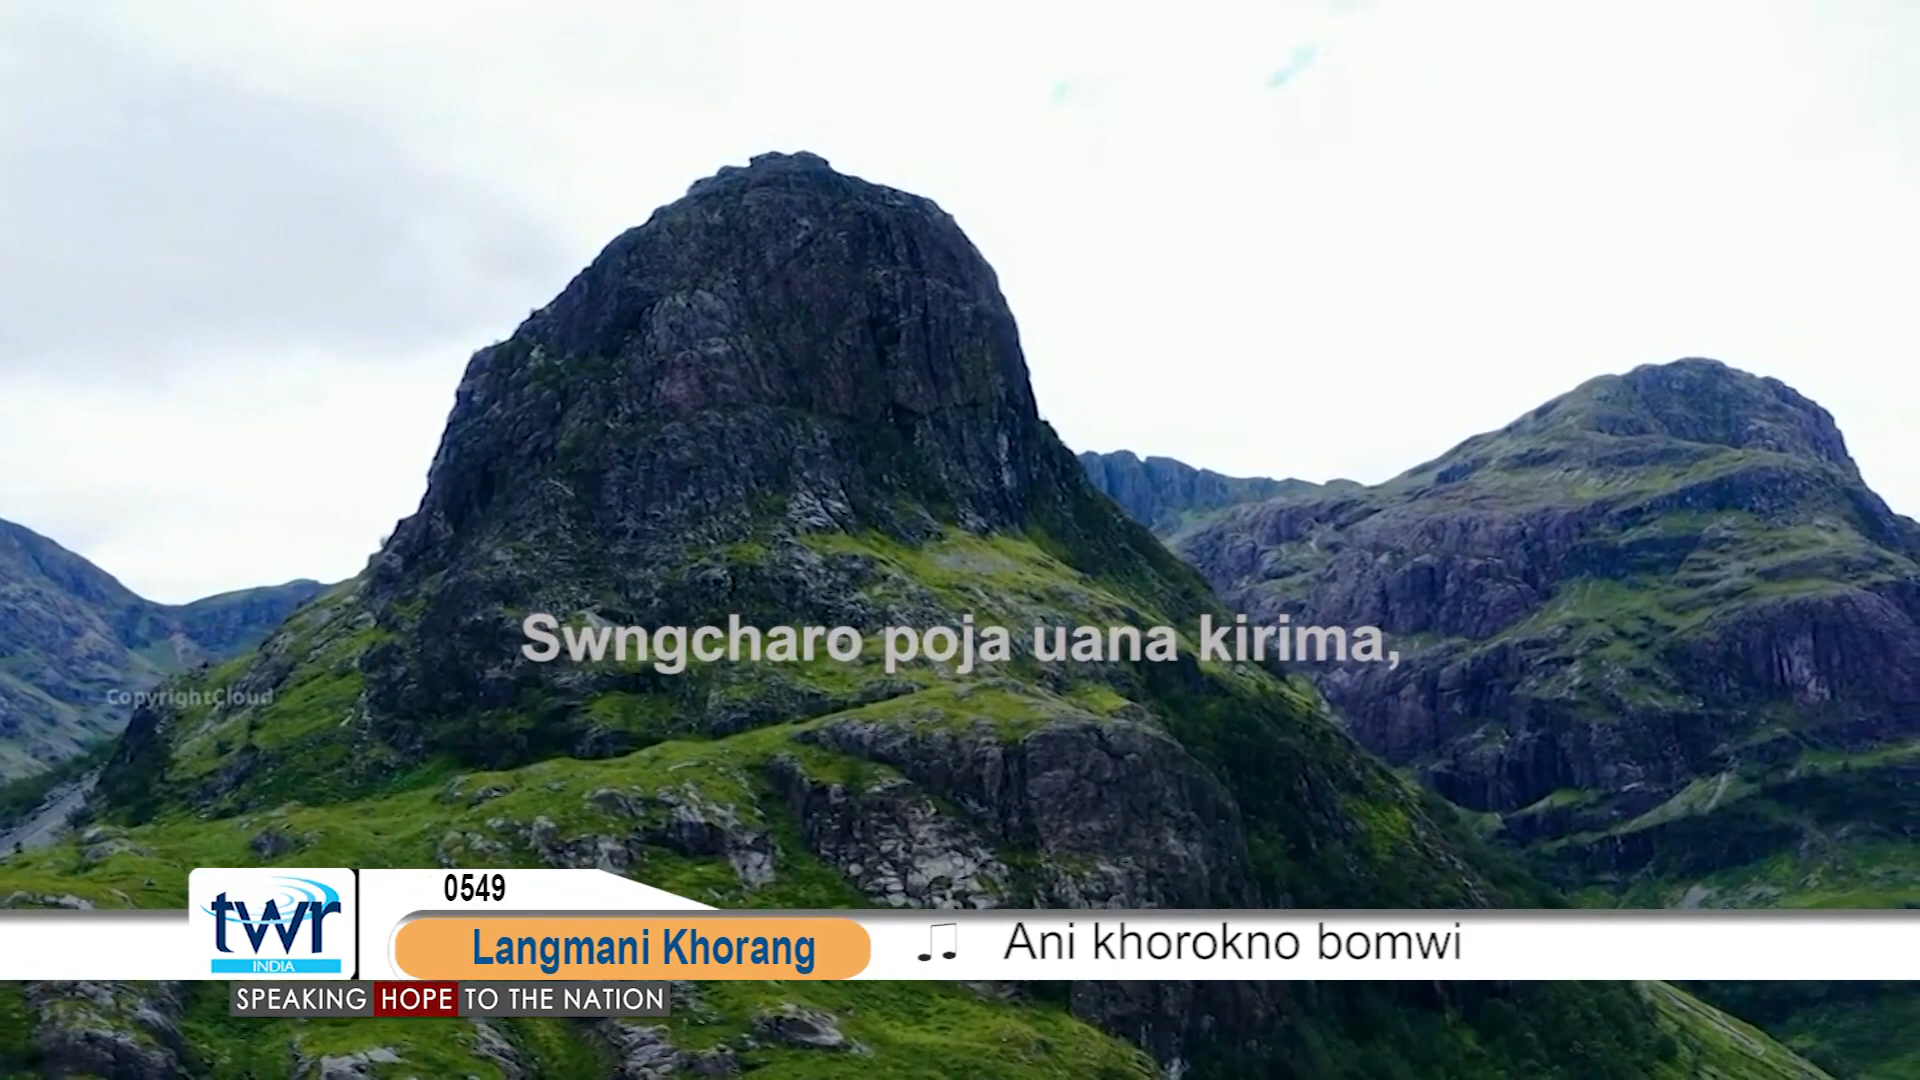 Swngcharo poja uana kirima,
CopyrightCloud
0549
twr
INDIA
Langmani Khorang
Ani khorokno bomwi
SPEAKING HOPE TO THE NATION